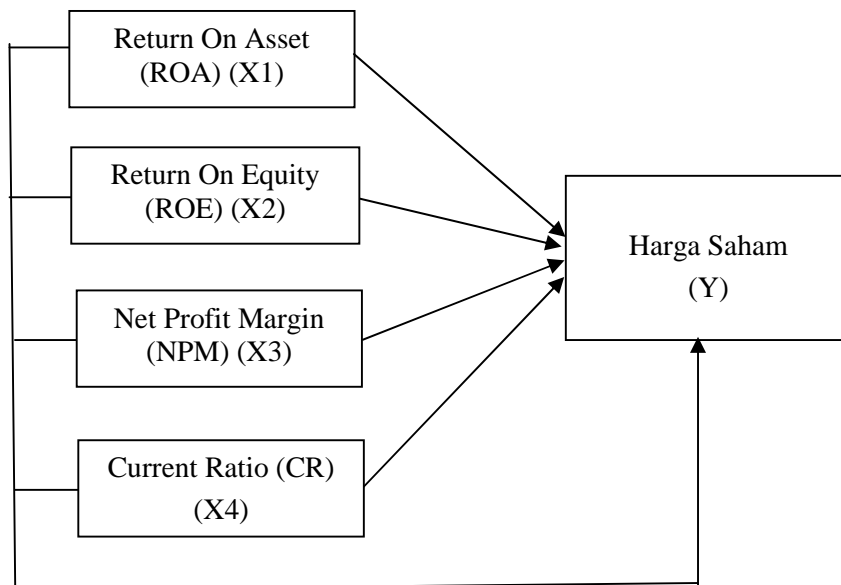 Return On Asset
(ROA) (X1)
Return On Equity
(ROE) (X2)
Net Profit Margin
(NPM) (X3)
Current Ratio (CR)
(X4)
Harga Saham
(Y)